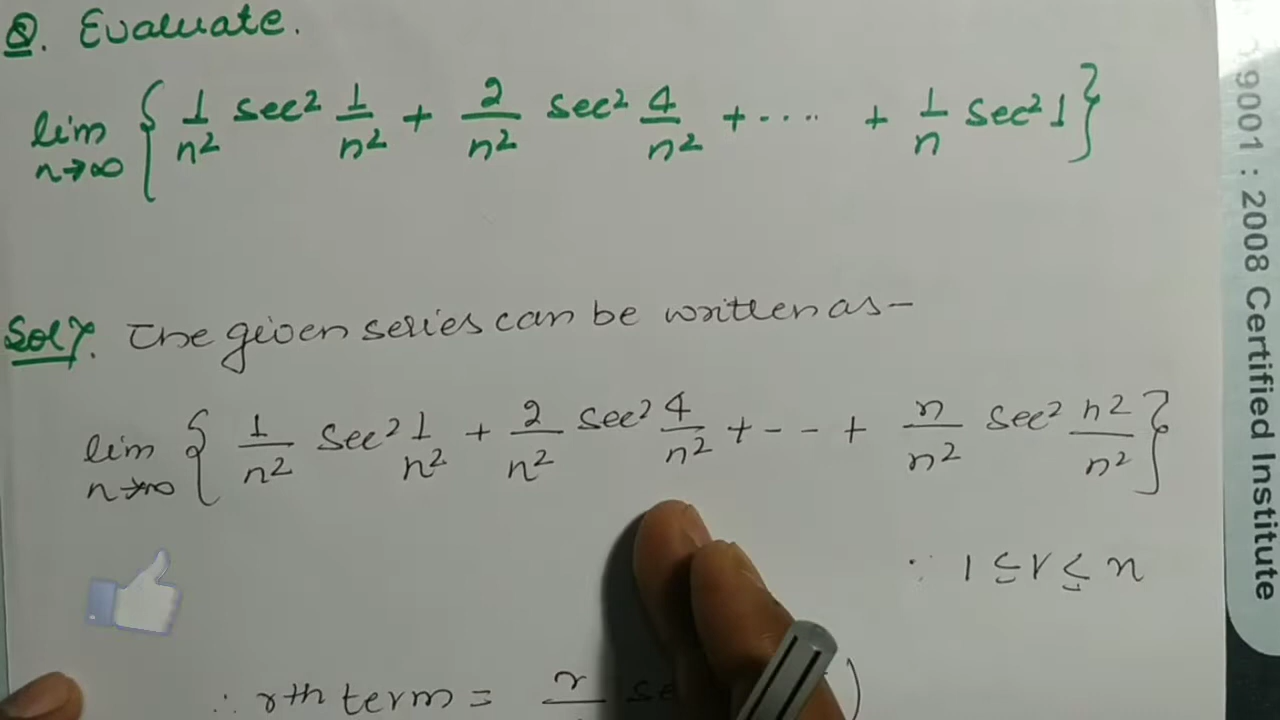 Q. Evaluate.
lim n→∞ { 1/n² sec² 1/n² + 2/n² sec² 4/n² + .... + 1/n sec² 1 }
Solⁿ. The given series can be written as –
lim n→∞ { 1/n² sec² 1/n² + 2/n² sec² 4/n² + - - + n/n² sec² n²/n² }
∵ 1 ≤ r ≤ n
∴ rth term = r
9001 : 2008 Certified Institute